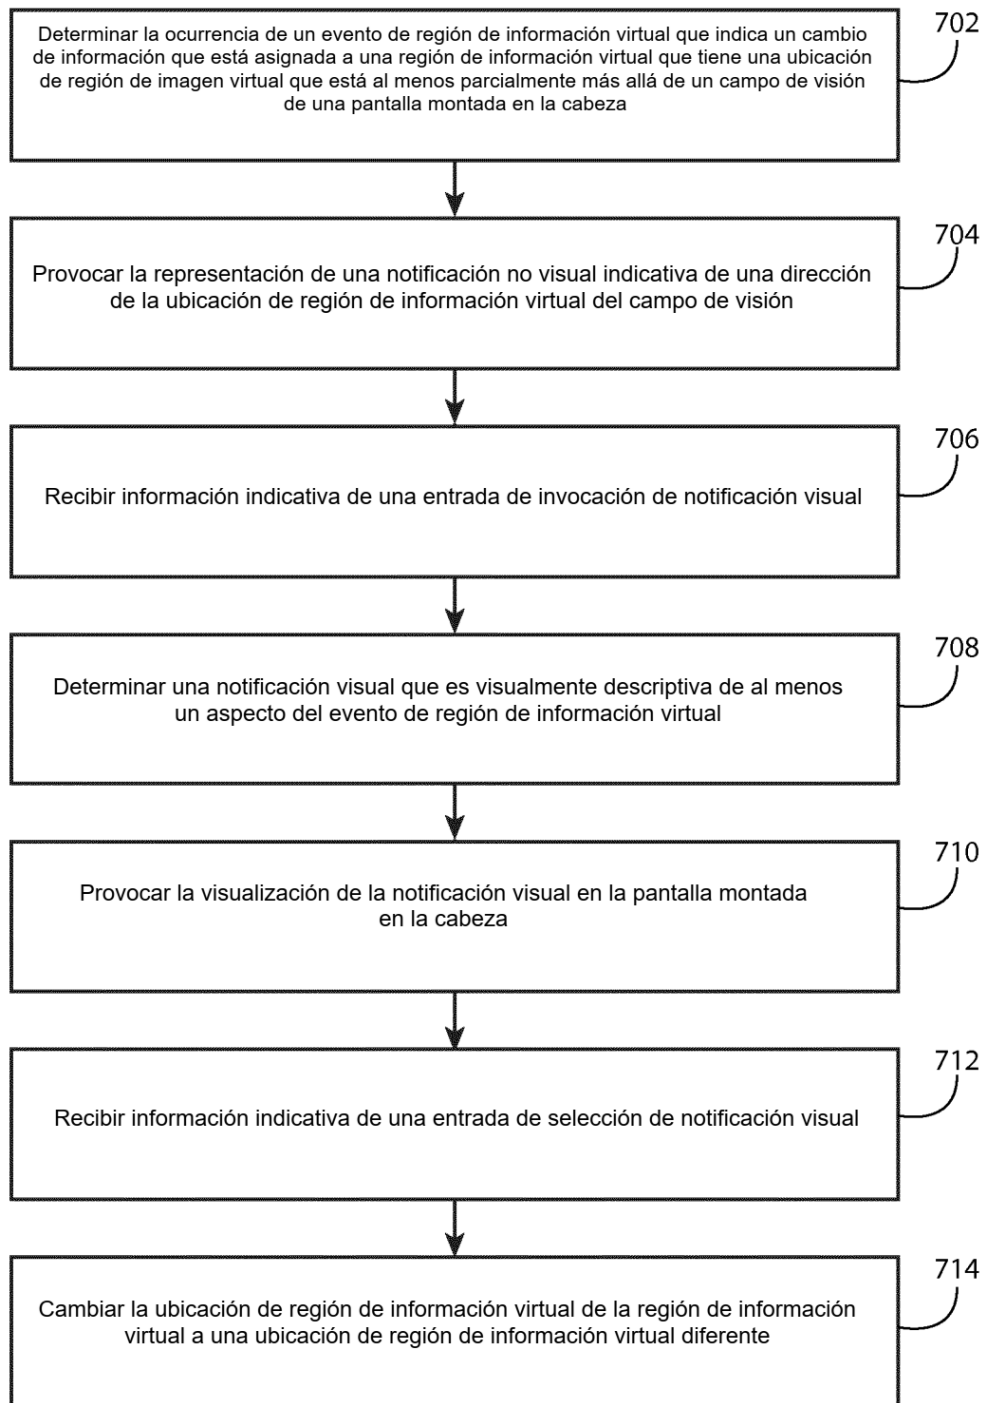 Determinar la ocurrencia de un evento de región de información virtual que indica un cambio
de información que está asignada a una región de información virtual que tiene una ubicación
de región de imagen virtual que está al menos parcialmente más allá de un campo de visión
de una pantalla montada en la cabeza
702
Provocar la representación de una notificación no visual indicativa de una dirección
de la ubicación de región de información virtual del campo de visión
704
Recibir información indicativa de una entrada de invocación de notificación visual
706
Determinar una notificación visual que es visualmente descriptiva de al menos
un aspecto del evento de región de información virtual
708
Provocar la visualización de la notificación visual en la pantalla montada
en la cabeza
710
Recibir información indicativa de una entrada de selección de notificación visual
712
Cambiar la ubicación de región de información virtual de la región de información
virtual a una ubicación de región de información virtual diferente
714